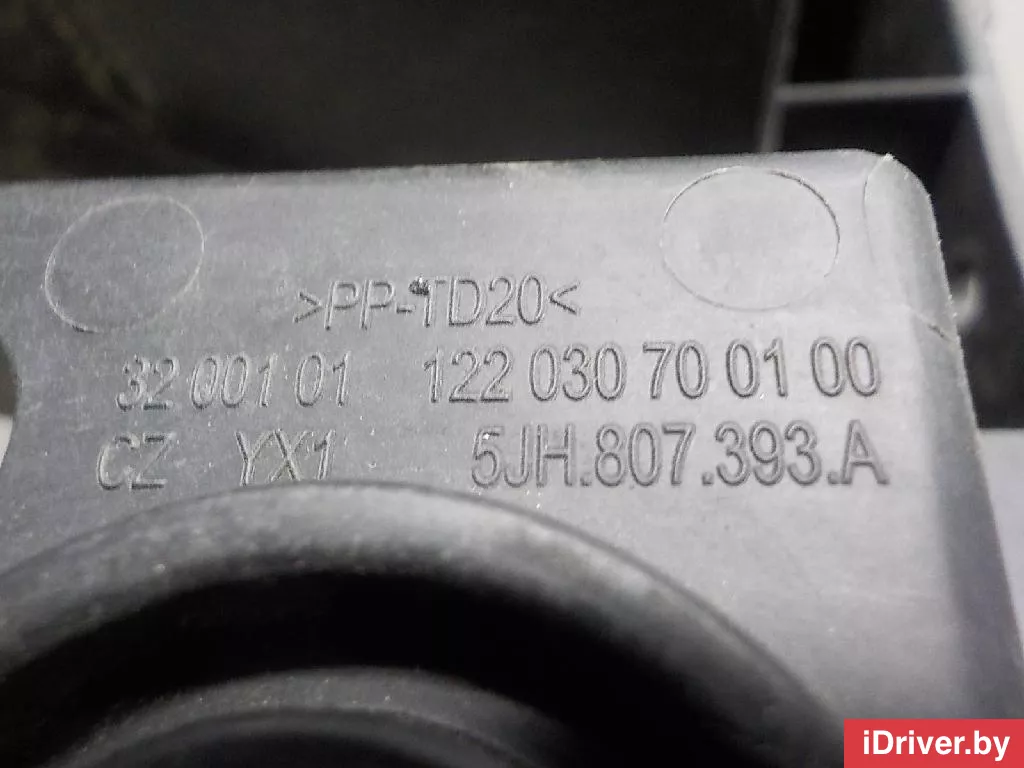 >PP-TD20<
32 001 01 122 030 70 01 00
CZ YX1 5JH.807.393.A
iDriver.by